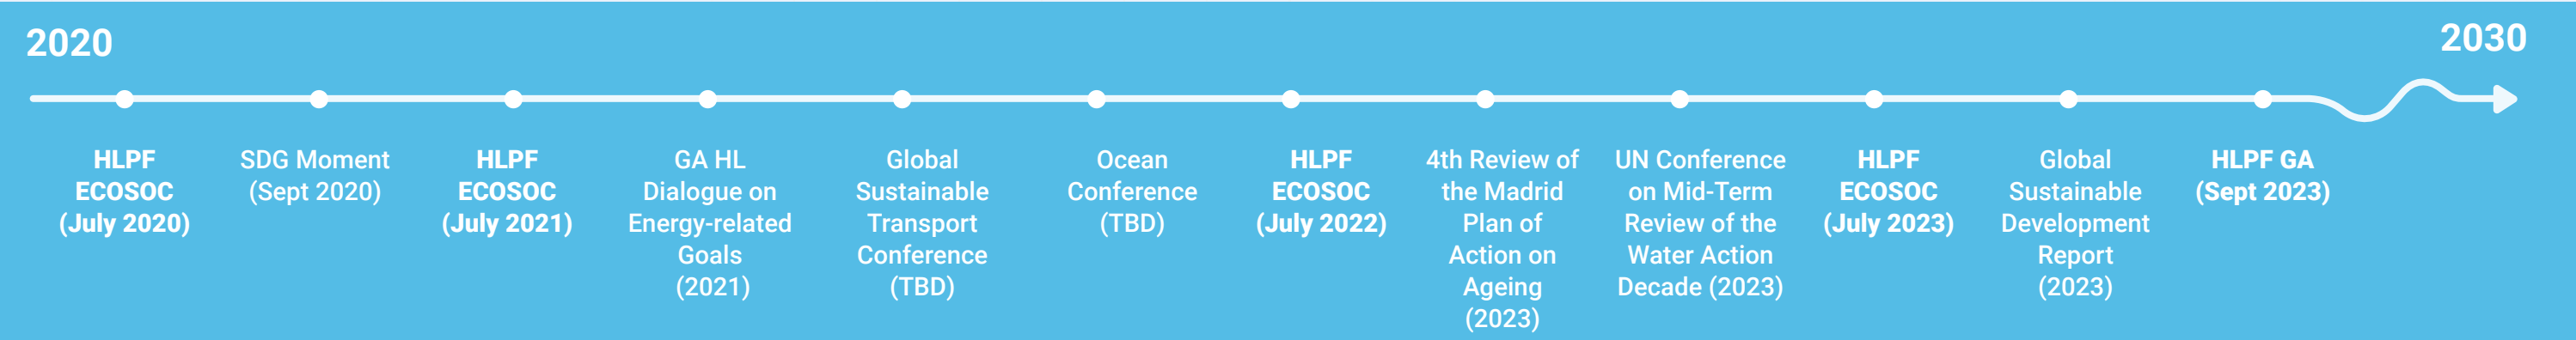 2020
2030
HLPF
ECOSOC
(July 2020)
SDG Moment
(Sept 2020)
HLPF
ECOSOC
(July 2021)
GA HL
Dialogue on
Energy-related
Goals
(2021)
Global
Sustainable
Transport
Conference
(TBD)
Ocean
Conference
(TBD)
HLPF
ECOSOC
(July 2022)
4th Review of
the Madrid
Plan of
Action on
Ageing
(2023)
UN Conference
on Mid-Term
Review of the
Water Action
Decade (2023)
HLPF
ECOSOC
(July 2023)
Global
Sustainable
Development
Report
(2023)
HLPF GA
(Sept 2023)